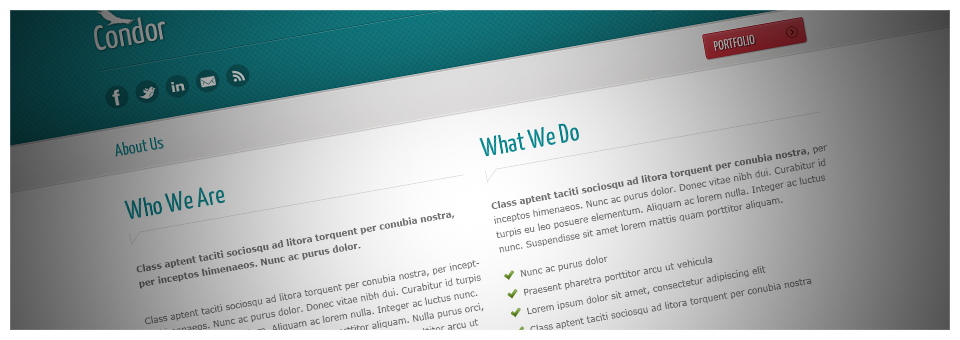 Condor
PORTFOLIO
About Us
Who We Are
Class aptent taciti sociosqu ad litora torquent per conubia nostra,
per inceptos himenaeos. Nunc ac purus dolor.
Class aptent taciti sociosqu ad litora torquent per conubia nostra, per incept-
himenaeos. Nunc ac purus dolor. Donec vitae nibh dui. Curabitur id turpis
Aliquam ac lorem nulla. Integer ac luctus nunc.
mattis quam porttitor aliquam. Nulla purus orci,
porttitor arcu ut
What We Do
Class aptent taciti sociosqu ad litora torquent per conubia nostra, per
inceptos himenaeos. Nunc ac purus dolor. Donec vitae nibh dui. Curabitur id
turpis eu leo posuere elementum. Aliquam ac lorem nulla. Integer ac luctus
nunc. Suspendisse sit amet lorem mattis quam porttitor aliquam.
Nunc ac purus dolor
Praesent pharetra porttitor arcu ut vehicula
Lorem ipsum dolor sit amet, consectetur adipiscing elit
Class aptent taciti sociosqu ad litora torquent per conubia nostra